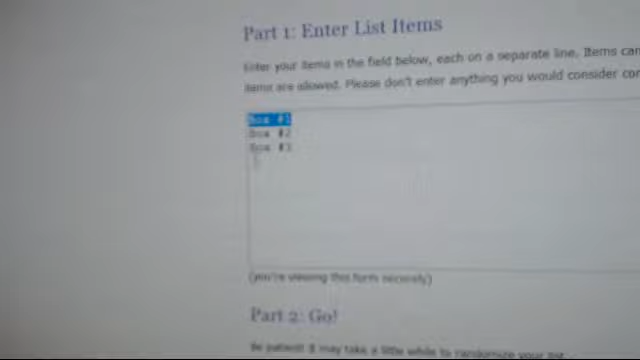 Part 1: Enter List Items
Enter your items in the field below, each on a separate line. Items can
items are allowed. Please don't enter anything you would consider con
Box #1
Box #2
Box #3
(you're viewing this form securely)
Part 2: Go!
Be patient! It may take a little while to randomize your list